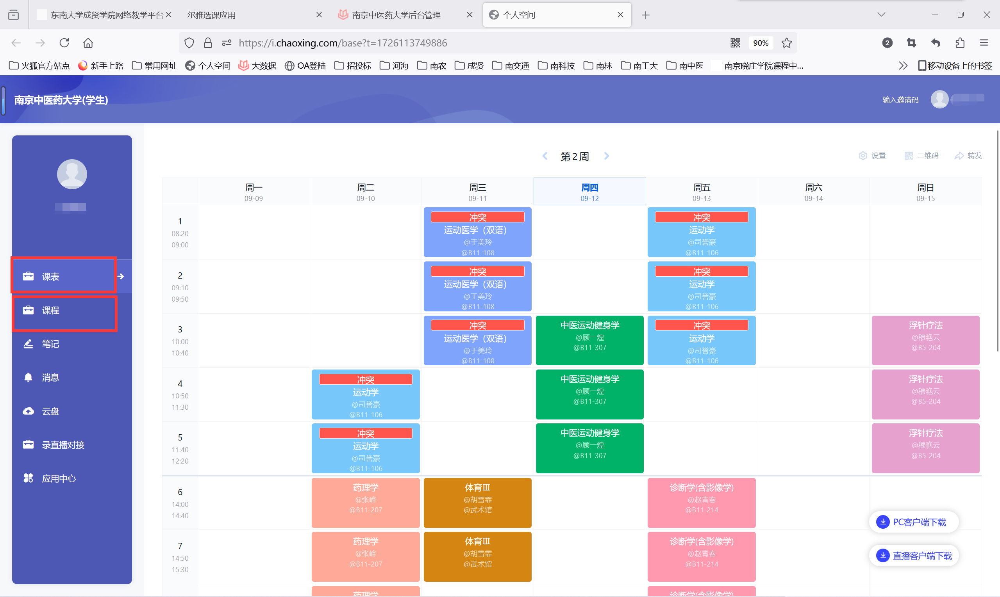 东南大学成贤学院网络教学平台
尔雅选课应用
南京中医药大学后台管理
个人空间
https://i.chaoxing.com/base?t=1726113749886
90%
2
火狐官方站点
新手上路
常用网址
个人空间
大数据
OA登陆
招投标
河海
南农
成贤
南交通
南科技
南林
南工大
南中医
南京晓庄学院课程中...
移动设备上的书签
南京中医药大学(学生)
输入邀请码
课表
课程
笔记
消息
云盘
录直播对接
应用中心
第2周
设置
二维码
转发
周一
09-09
周二
09-10
周三
09-11
周四
09-12
周五
09-13
周六
09-14
周日
09-15
1
08:20
09:00
冲突
运动医学（双语）
@于美玲
@B11-108
冲突
运动学
@司誉豪
@B11-106
2
09:10
09:50
冲突
运动医学（双语）
@于美玲
@B11-108
冲突
运动学
@司誉豪
@B11-106
3
10:00
10:40
冲突
运动医学（双语）
@于美玲
@B11-108
中医运动健身学
@顾一煌
@B11-307
冲突
运动学
@司誉豪
@B11-106
浮针疗法
@穆艳云
@B5-204
4
10:50
11:30
冲突
运动学
@司誉豪
@B11-106
中医运动健身学
@顾一煌
@B11-307
浮针疗法
@穆艳云
@B5-204
5
11:40
12:20
冲突
运动学
@司誉豪
@B11-106
中医运动健身学
@顾一煌
@B11-307
浮针疗法
@穆艳云
@B5-204
6
14:00
14:40
药理学
@张峰
@B11-207
体育Ⅲ
@胡雪霏
@武术馆
诊断学(含影像学)
@赵青春
@B11-214
7
14:50
15:30
药理学
@张峰
@B11-207
体育Ⅲ
@胡雪霏
@武术馆
诊断学(含影像学)
@赵青春
@B11-214
药理学
诊断学(含影像学)
PC客户端下载
直播客户端下载